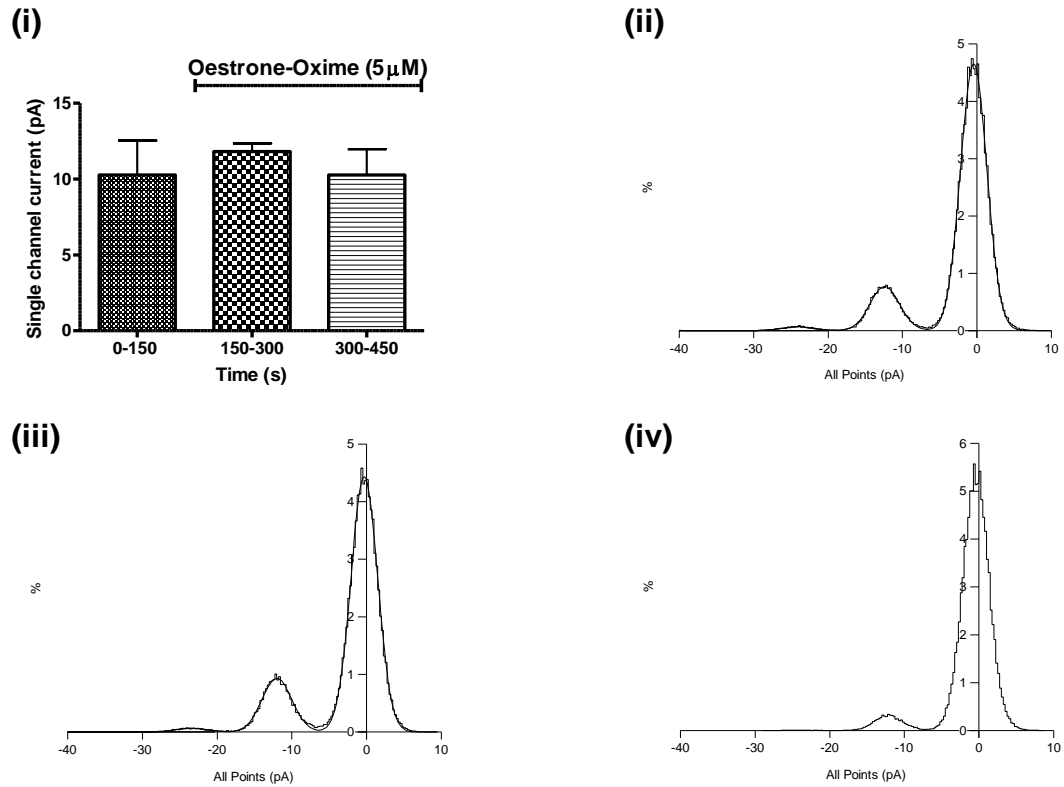 (i)
Oestrone-Oxime (5μM)
Single channel current (pA)
15
10
5
0
0-150 150-300 300-450
Time (s)
(ii)
%
5
4
3
2
1
0
-40 -30 -20 -10 0 10
All Points (pA)
(iii)
%
5
4
3
2
1
0
-40 -30 -20 -10 0 10
All Points (pA)
(iv)
%
6
5
4
3
2
1
0
-40 -30 -20 -10 0 10
All Points (pA)